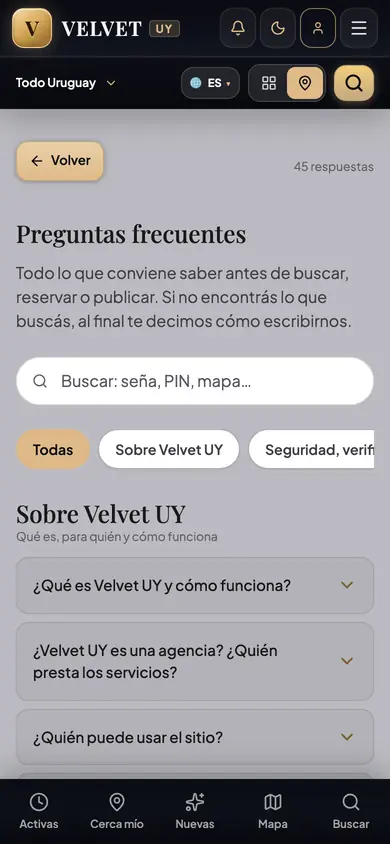 V VELVET UY
Todo Uruguay ES
Volver
45 respuestas
Preguntas frecuentes
Todo lo que conviene saber antes de buscar,
reservar o publicar. Si no encontrás lo que
buscás, al final te decimos cómo escribirnos.
Buscar: seña, PIN, mapa...
Todas Sobre Velvet UY Seguridad, verifi
Sobre Velvet UY
Qué es, para quién y cómo funciona
¿Qué es Velvet UY y cómo funciona?
¿Velvet UY es una agencia? ¿Quién
presta los servicios?
¿Quién puede usar el sitio?
Activas Cerca mío Nuevas Mapa Buscar